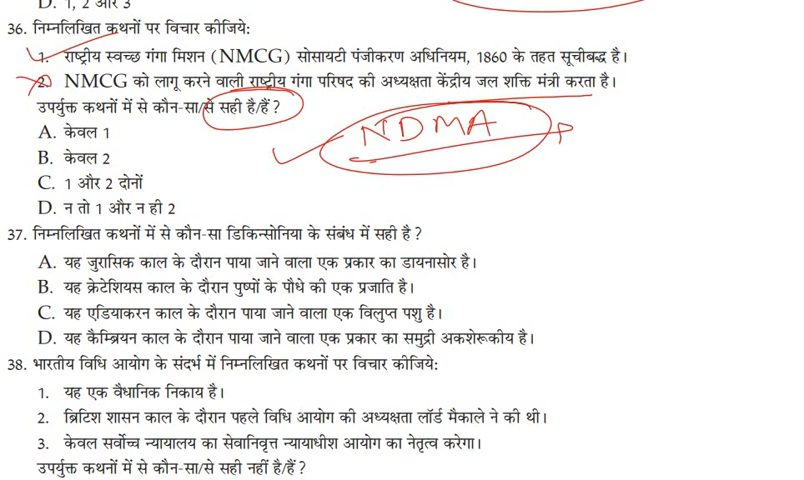 D. 1, 2 और 3
36. निम्नलिखित कथनों पर विचार कीजिये:
1. राष्ट्रीय स्वच्छ गंगा मिशन (NMCG) सोसायटी पंजीकरण अधिनियम, 1860 के तहत सूचीबद्ध है।
2. NMCG को लागू करने वाली राष्ट्रीय गंगा परिषद की अध्यक्षता केंद्रीय जल शक्ति मंत्री करता है।
उपर्युक्त कथनों में से कौन-सा/से सही है/हैं?
NDMA
A. केवल 1
B. केवल 2
C. 1 और 2 दोनों
D. न तो 1 और न ही 2
37. निम्नलिखित कथनों में से कौन-सा डिकिन्सोनिया के संबंध में सही है?
A. यह जुरासिक काल के दौरान पाया जाने वाला एक प्रकार का डायनासोर है।
B. यह क्रेटेशियस काल के दौरान पुष्पों के पौधे की एक प्रजाति है।
C. यह एडियाकरन काल के दौरान पाया जाने वाला एक विलुप्त पशु है।
D. यह कैम्ब्रियन काल के दौरान पाया जाने वाला एक प्रकार का समुद्री अकशेरूकीय है।
38. भारतीय विधि आयोग के संदर्भ में निम्नलिखित कथनों पर विचार कीजिये:
1. यह एक वैधानिक निकाय है।
2. ब्रिटिश शासन काल के दौरान पहले विधि आयोग की अध्यक्षता लॉर्ड मैकाले ने की थी।
3. केवल सर्वोच्च न्यायालय का सेवानिवृत्त न्यायाधीश आयोग का नेतृत्व करेगा।
उपर्युक्त कथनों में से कौन-सा/से सही नहीं है/हैं?